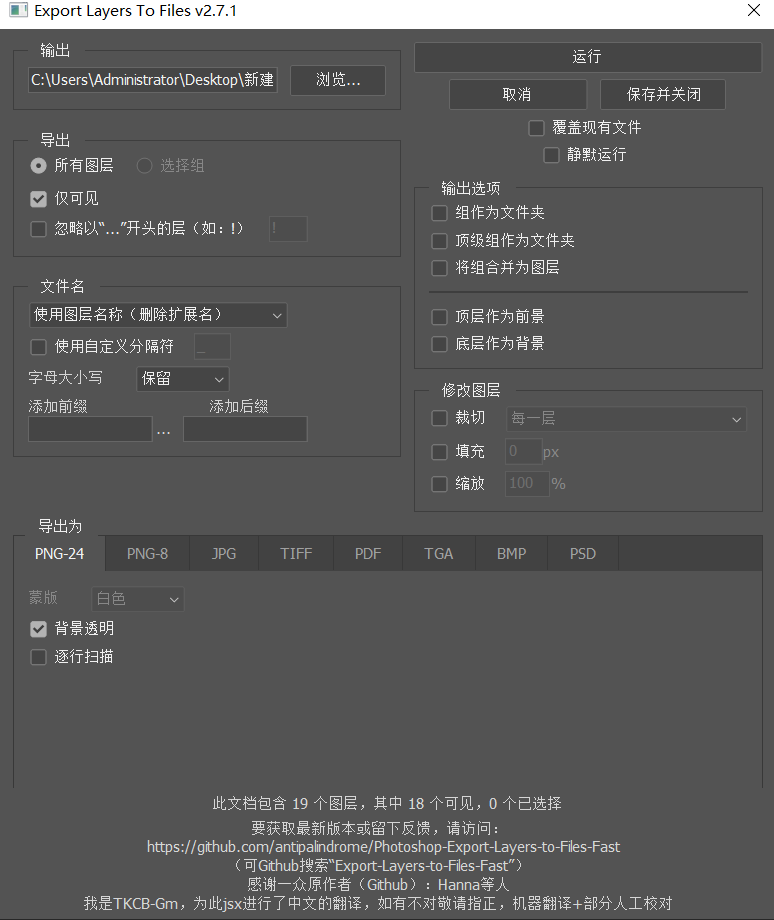 Export Layers To Files v2.7.1
输出
C:\Users\Administrator\Desktop\新建
浏览...
导出
所有图层
选择组
仅可见
忽略以“...”开头的层（如：!）
!
文件名
使用图层名称（删除扩展名）
使用自定义分隔符
_
字母大小写
保留
添加前缀
添加后缀
...
运行
取消
保存并关闭
覆盖现有文件
静默运行
输出选项
组作为文件夹
顶级组作为文件夹
将组合并为图层
顶层作为前景
底层作为背景
修改图层
裁切
每一层
填充
0
px
缩放
100
%
导出为
PNG-24
PNG-8
JPG
TIFF
PDF
TGA
BMP
PSD
蒙版
白色
背景透明
逐行扫描
此文档包含 19 个图层，其中 18 个可见，0 个已选择
要获取最新版本或留下反馈，请访问：
https://github.com/antipalindrome/Photoshop-Export-Layers-to-Files-Fast
（可Github搜索“Export-Layers-to-Files-Fast”）
感谢一众原作者（Github）：Hanna等人
我是TKCB-Gm，为此jsx进行了中文的翻译，如有不对敬请指正，机器翻译+部分人工校对